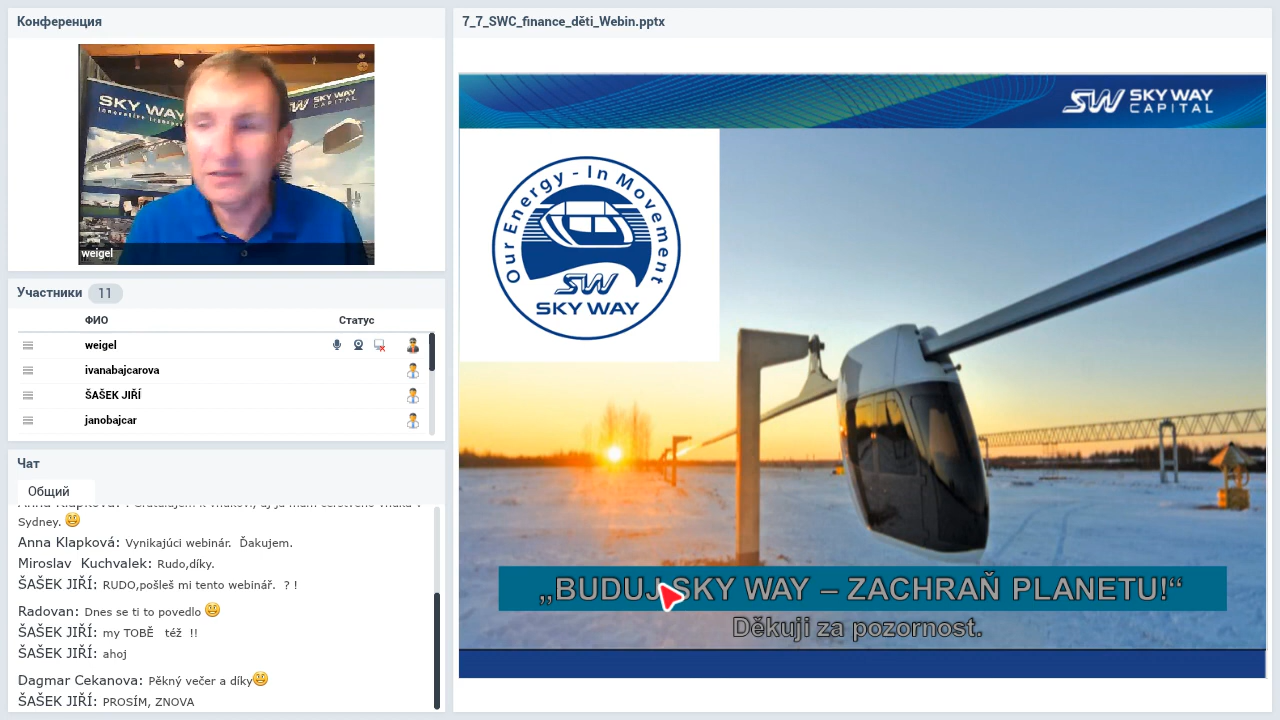 Конференция
SKY WAY
SKY WAY
CAPITAL
weigel
Участники 11
ФИО Статус
weigel
ivanabajcarova
ŠAŠEK JIŘÍ
janobajcar
Чат
Общий
Sydney.
Anna Klapková: Vynikajúci webinár. Ďakujem.
Miroslav Kuchvalek: Rudo,díky.
ŠAŠEK JIŘÍ: RUDO,pošleš mi tento webinář. ? !
Radovan: Dnes se ti to povedlo
ŠAŠEK JIŘÍ: my TOBĚ též !!
ŠAŠEK JIŘÍ: ahoj
Dagmar Cekanova: Pěkný večer a díky
ŠAŠEK JIŘÍ: PROSÍM, ZNOVA
7_7_SWC_finance_děti_Webin.pptx
SW SKY WAY
CAPITAL
Our Energy - In Movement
SW
SKY WAY
„BUDUJ SKY WAY – ZACHRAŇ PLANETU!“
Děkuji za pozornost.